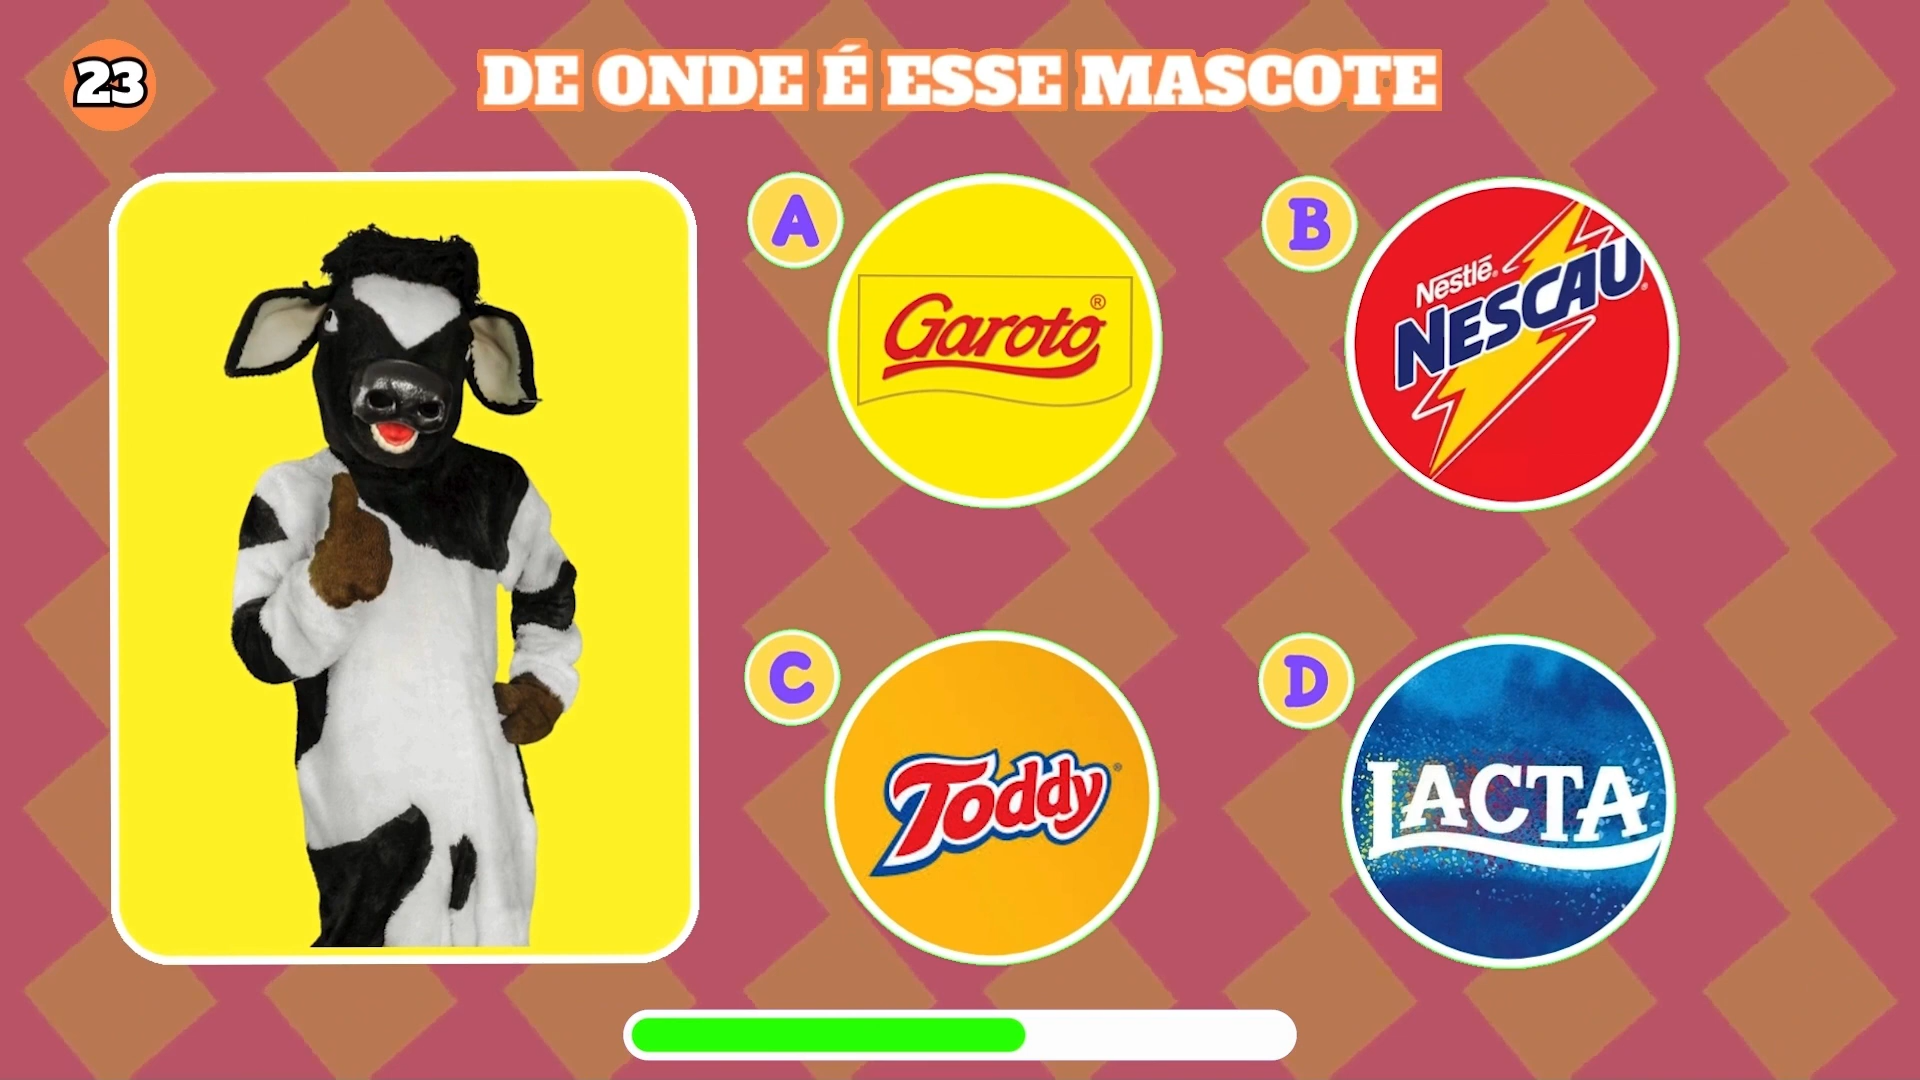 23
DE ONDE É ESSE MASCOTE
A
Garoto®
B
Nestlé®
NESCAU®
C
Toddy®
D
LACTA